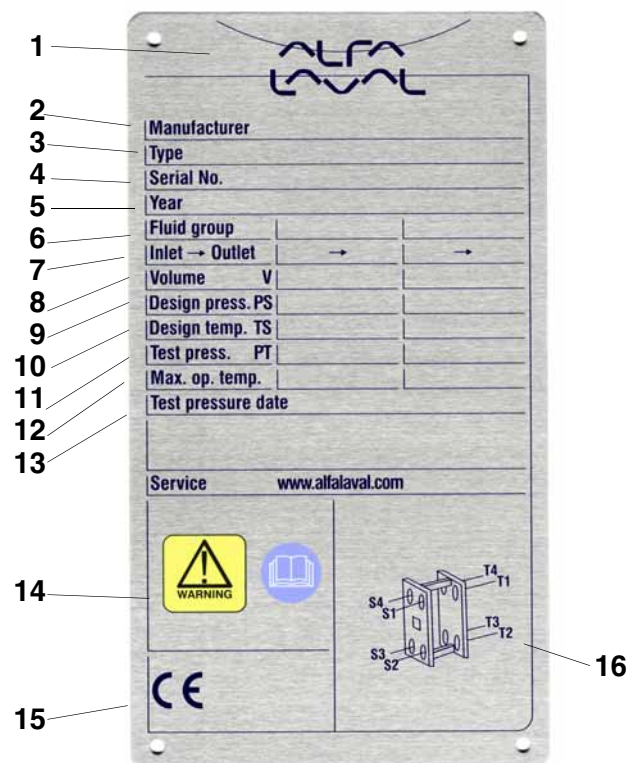 1
ALFA
LAVAL
2
Manufacturer
3
Type
4
Serial No.
5
Year
6
Fluid group
7
Inlet → Outlet → →
8
Volume V
9
Design press. PS
10
Design temp. TS
11
Test press. PT
12
Max. op. temp.
13
Test pressure date
Service www.alfalaval.com
14
WARNING
T4
T1
S4
S1
T3
T2
S3
S2
16
15
CE